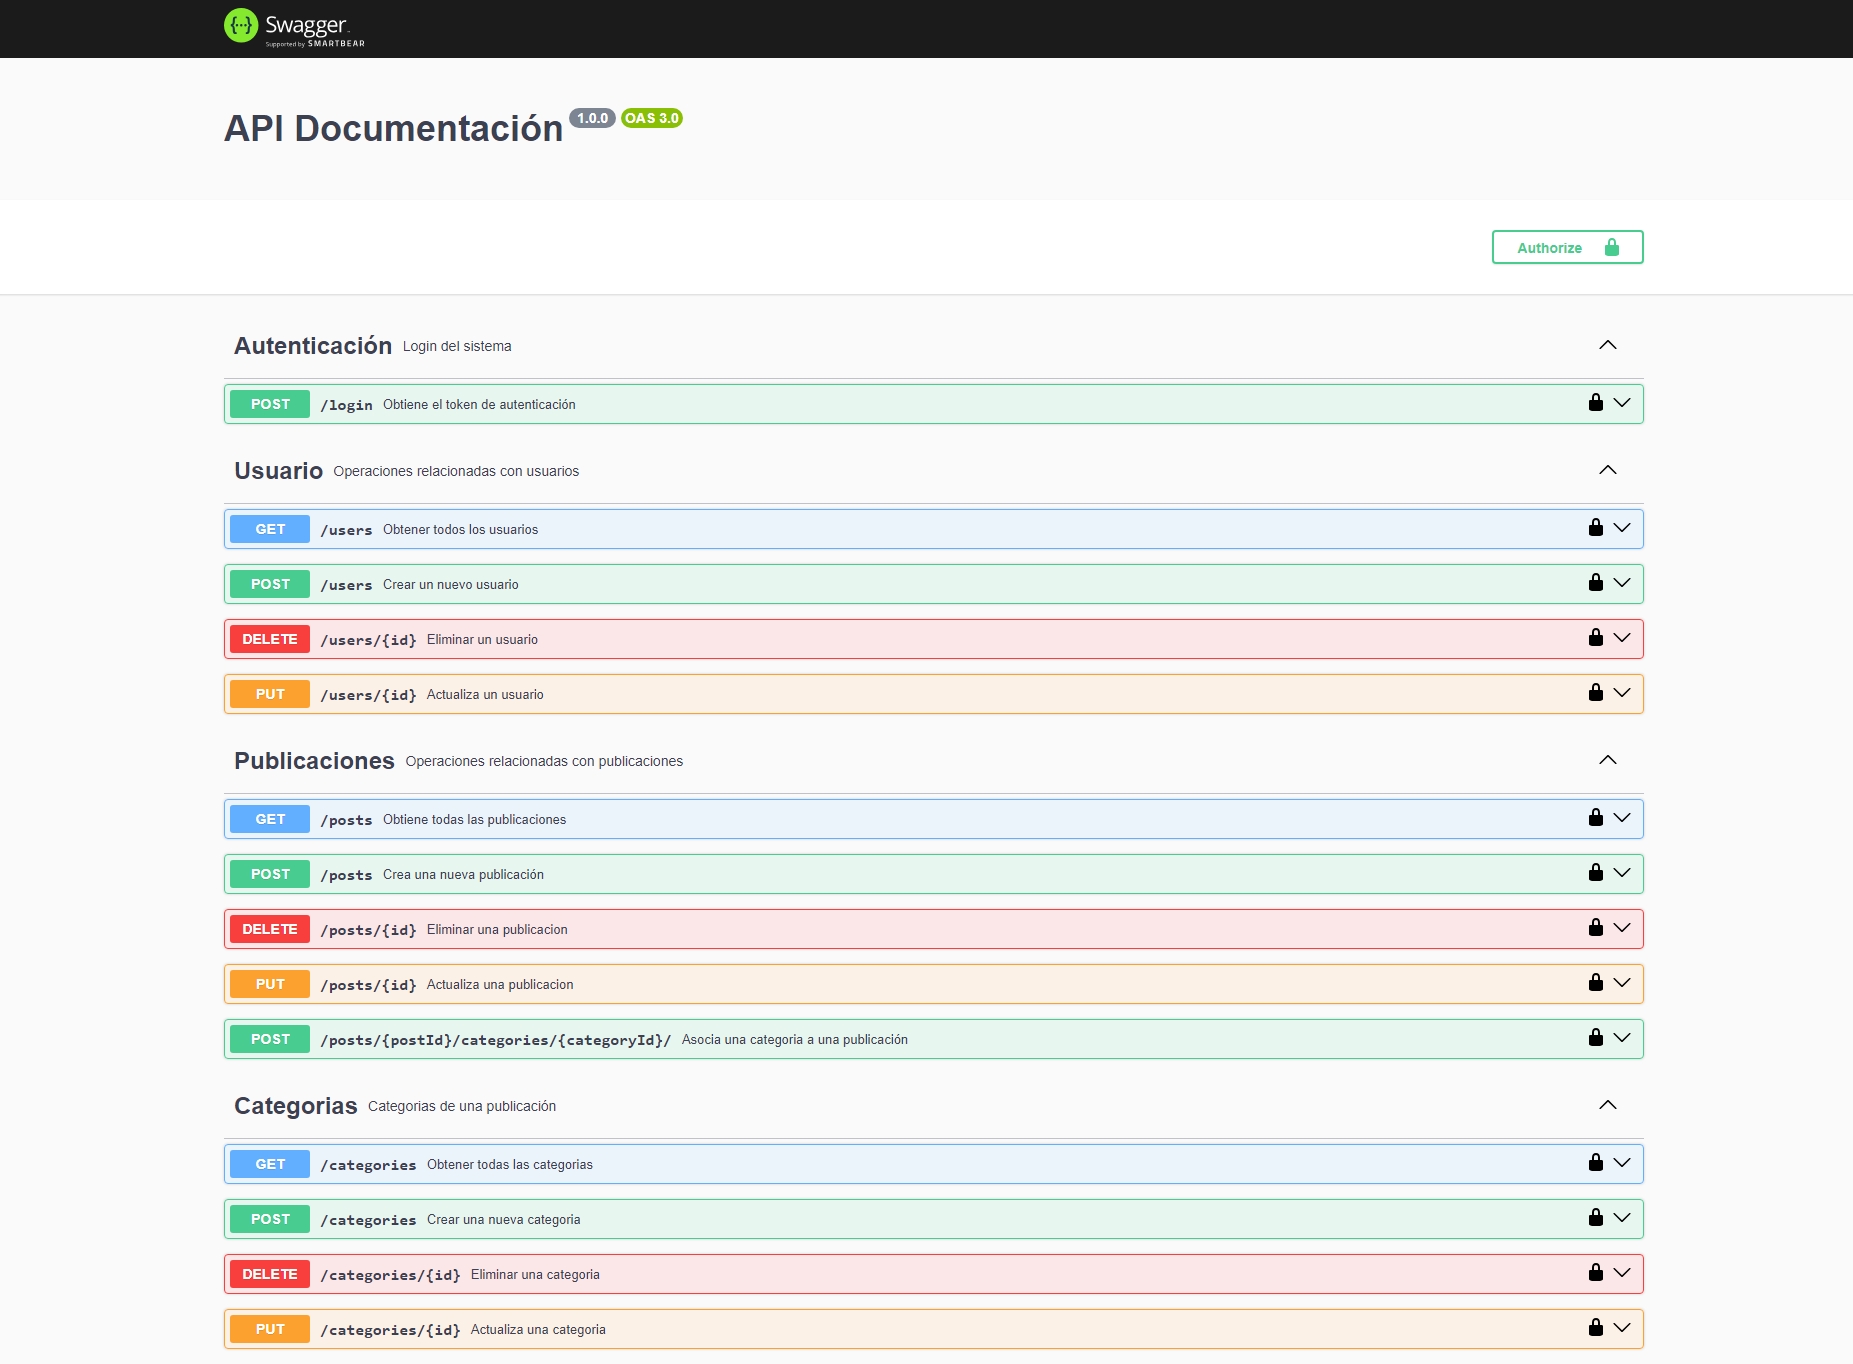 Swagger
Supported by SMARTBEAR
API Documentación 1.0.0 OAS 3.0
Authorize
Autenticación Login del sistema
POST /login Obtiene el token de autenticación
Usuario Operaciones relacionadas con usuarios
GET /users Obtener todos los usuarios
POST /users Crear un nuevo usuario
DELETE /users/{id} Eliminar un usuario
PUT /users/{id} Actualiza un usuario
Publicaciones Operaciones relacionadas con publicaciones
GET /posts Obtiene todas las publicaciones
POST /posts Crea una nueva publicación
DELETE /posts/{id} Eliminar una publicacion
PUT /posts/{id} Actualiza una publicacion
POST /posts/{postId}/categories/{categoryId}/ Asocia una categoria a una publicación
Categorias Categorias de una publicación
GET /categories Obtener todas las categorias
POST /categories Crear una nueva categoria
DELETE /categories/{id} Eliminar una categoria
PUT /categories/{id} Actualiza una categoria